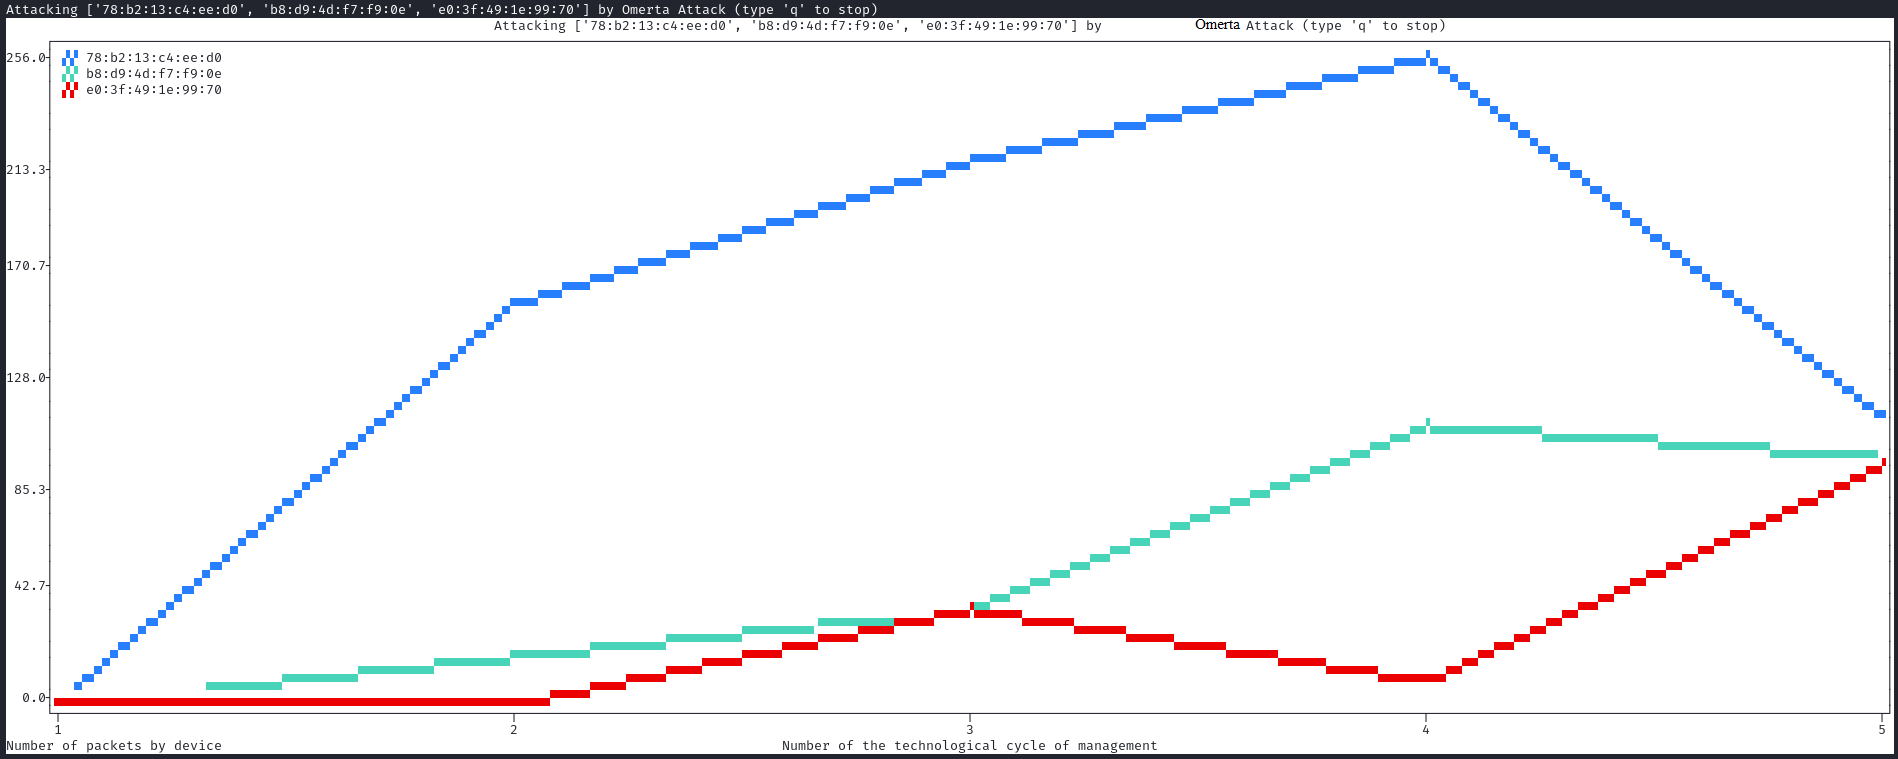 Attacking ['78:b2:13:c4:ee:d0', 'b8:d9:4d:f7:f9:0e', 'e0:3f:49:1e:99:70'] by Omerta Attack (type 'q' to stop)
Attacking ['78:b2:13:c4:ee:d0', 'b8:d9:4d:f7:f9:0e', 'e0:3f:49:1e:99:70'] by Omerta Attack (type 'q' to stop)
78:b2:13:c4:ee:d0
b8:d9:4d:f7:f9:0e
e0:3f:49:1e:99:70
256.0
213.3
170.7
128.0
85.3
42.7
0.0
1 2 3 4 5
Number of packets by device Number of the technological cycle of management